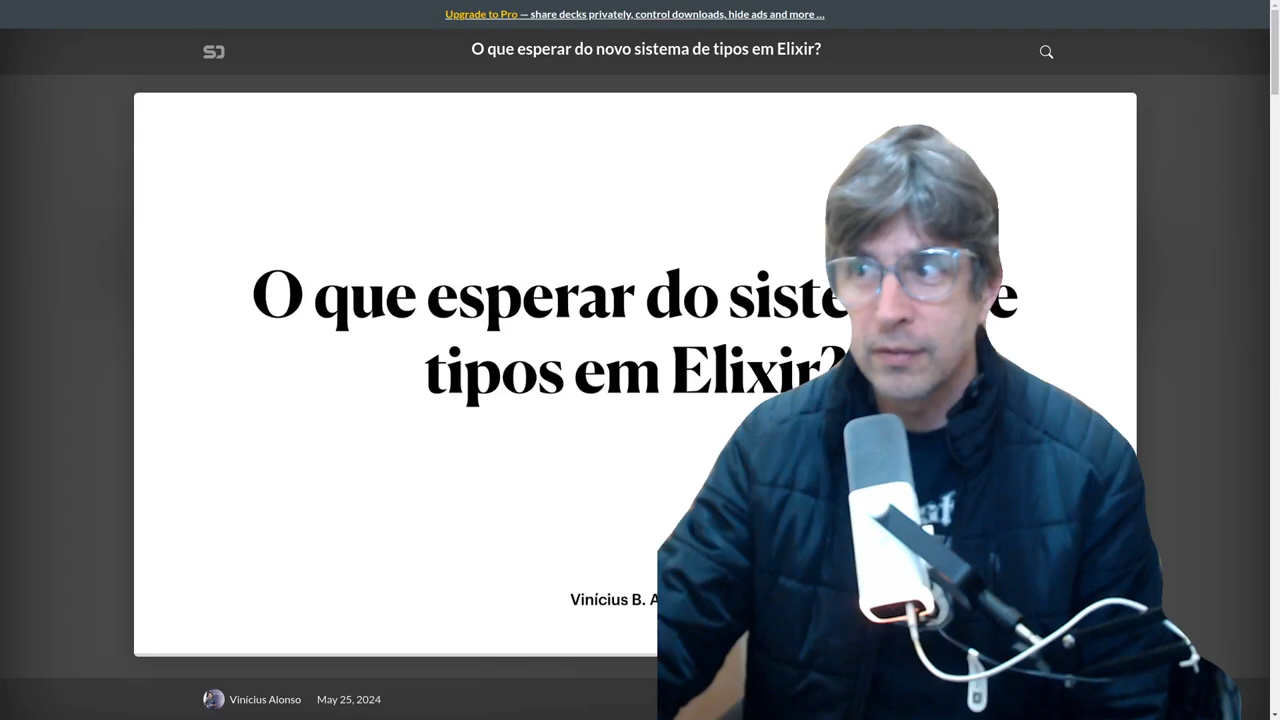 Upgrade to Pro — share decks privately, control downloads, hide ads and more …
SD
O que esperar do novo sistema de tipos em Elixir?
O que esperar do siste e
tipos em Elixir?
Vinícius B. A
Vinícius Alonso May 25, 2024